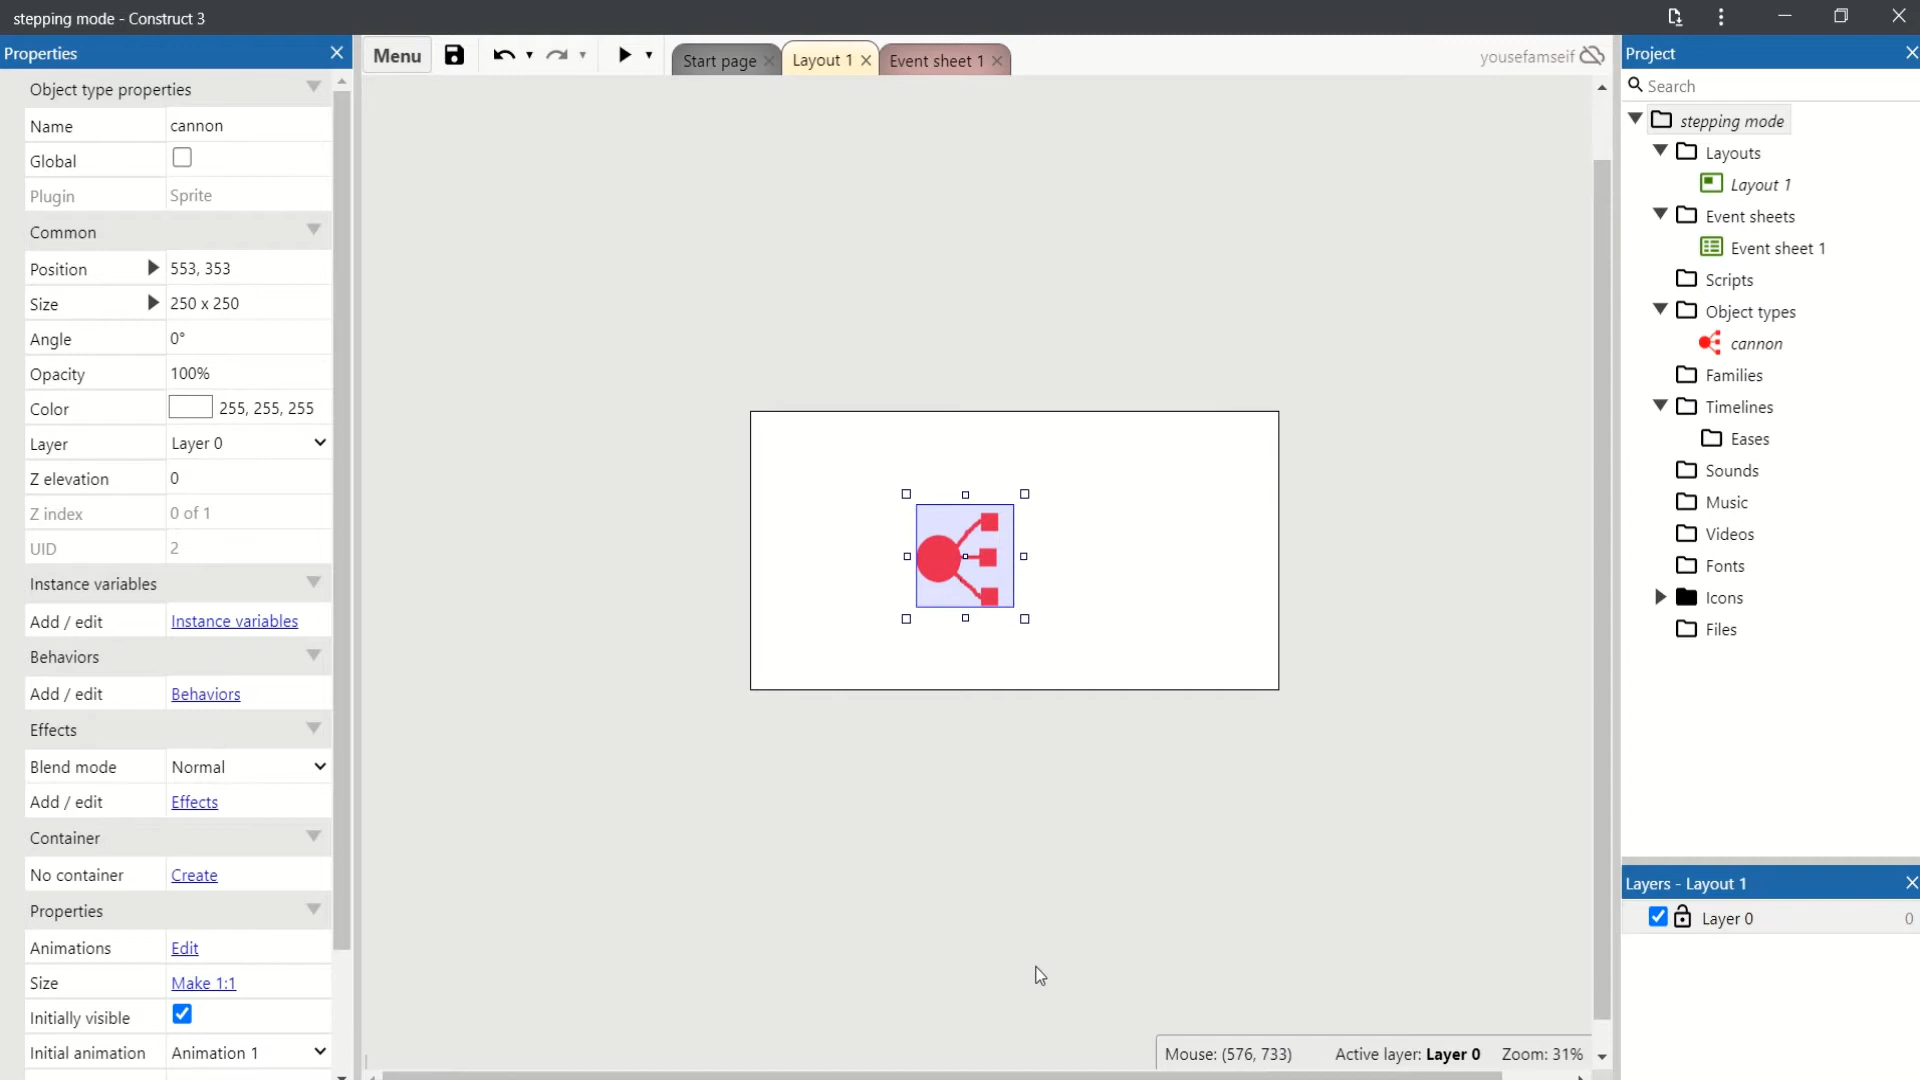 stepping mode - Construct 3
Properties
Object type properties
Name cannon
Global
Plugin Sprite
Common
Position 553, 353
Size 250 x 250
Angle 0°
Opacity 100%
Color 255, 255, 255
Layer Layer 0
Z elevation 0
Z index 0 of 1
UID 2
Instance variables
Add / edit Instance variables
Behaviors
Add / edit Behaviors
Effects
Blend mode Normal
Add / edit Effects
Container
No container Create
Properties
Animations Edit
Size Make 1:1
Initially visible
Initial animation Animation 1
Menu
Start page
Layout 1
Event sheet 1
yousefamseif
Mouse: (576, 733) Active layer: Layer 0 Zoom: 31%
Project
Search
stepping mode
Layouts
Layout 1
Event sheets
Event sheet 1
Scripts
Object types
cannon
Families
Timelines
Eases
Sounds
Music
Videos
Fonts
Icons
Files
Layers - Layout 1
Layer 0 0